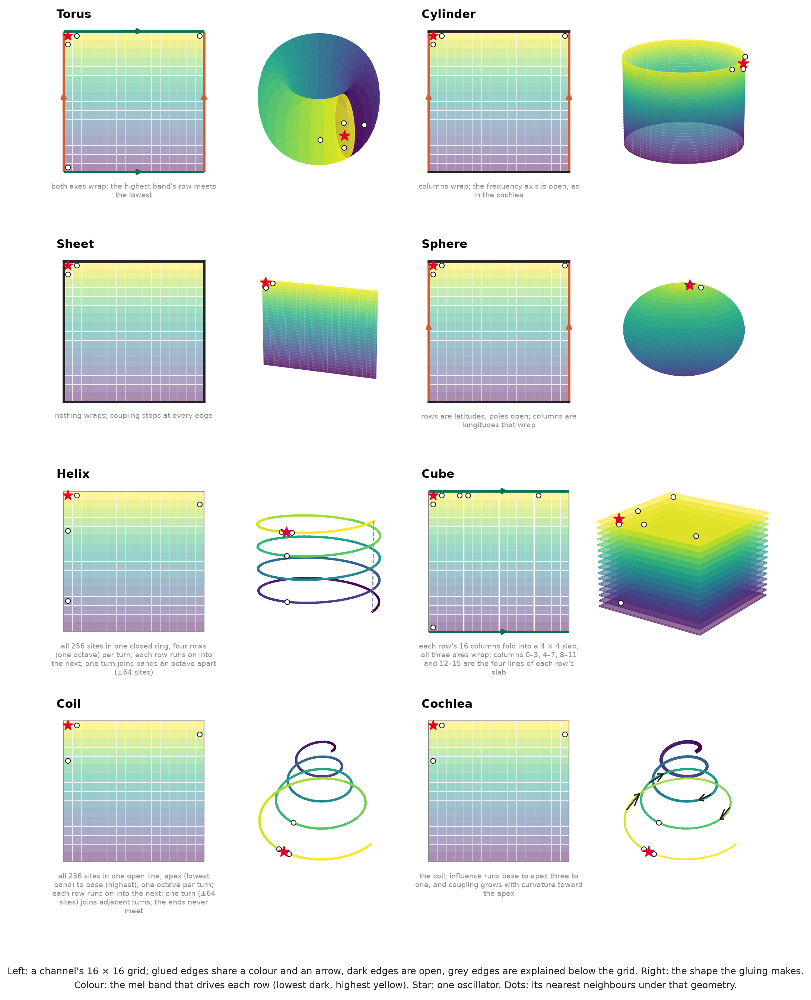 Torus
Cylinder
both axes wrap: the highest band's row meets
the lowest
columns wrap; the frequency axis is open, as
in the cochlea
Sheet
Sphere
nothing wraps; coupling stops at every edge
rows are latitudes, poles open; columns are
longitudes that wrap
Helix
Cube
all 256 sites in one closed ring, four rows
(one octave) per turn; each row runs on into
the next; one turn joins bands an octave apart
(±64 sites)
each row's 16 columns fold into a 4 × 4 slab;
all three axes wrap; columns 0–3, 4–7, 8–11
and 12–15 are the four lines of each row's
slab
Coil
Cochlea
all 256 sites in one open line, apex (lowest
band) to base (highest), one octave per turn;
each row runs on into the next; one turn (±64
sites) joins adjacent turns; the ends never
meet
the coil; influence runs base to apex three to
one, and coupling grows with curvature toward
the apex
Left: a channel's 16 × 16 grid; glued edges share a colour and an arrow, dark edges are open, grey edges are explained below the grid. Right: the shape the gluing makes.
Colour: the mel band that drives each row (lowest dark, highest yellow). Star: one oscillator. Dots: its nearest neighbours under that geometry.